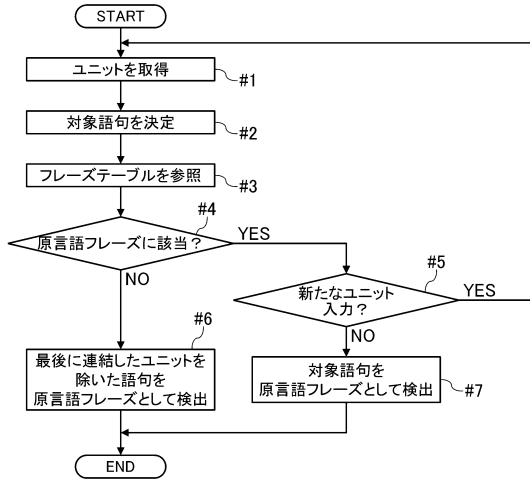 START
ユニットを取得
#1
対象語句を決定
#2
フレーズテーブルを参照
#3
#4
原言語フレーズに該当？
YES
NO
#5
新たなユニット
入力？
YES
NO
#6
最後に連結したユニットを
除いた語句を
原言語フレーズとして検出
対象語句を
原言語フレーズとして検出
#7
END